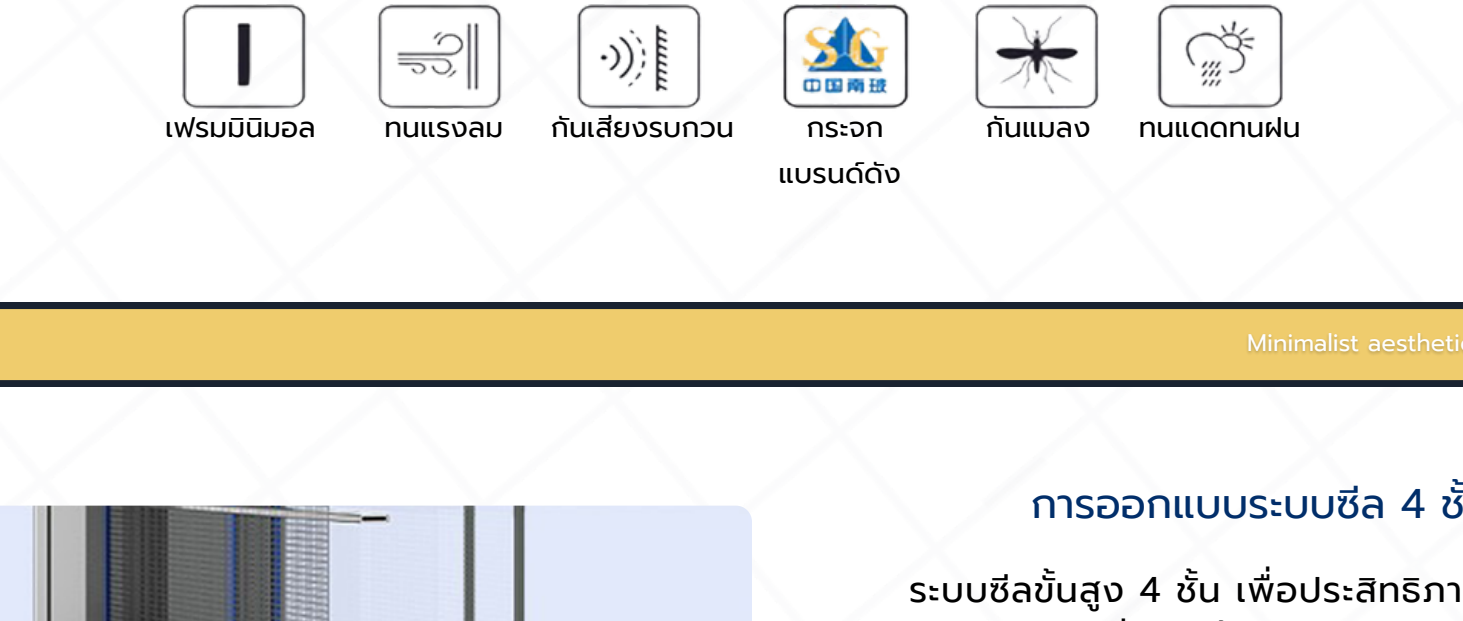 SG
中国南玻
เฟรมมินิมอล
ทนแรงลม
กันเสียงรบกวน
กระจก
แบรนด์ดัง
กันแมลง
ทนแดดทนฝน
Minimalist aesthetic
การออกแบบระบบซีล 4 ชั้
ระบบซีลขั้นสูง 4 ชั้น เพื่อประสิทธิภา